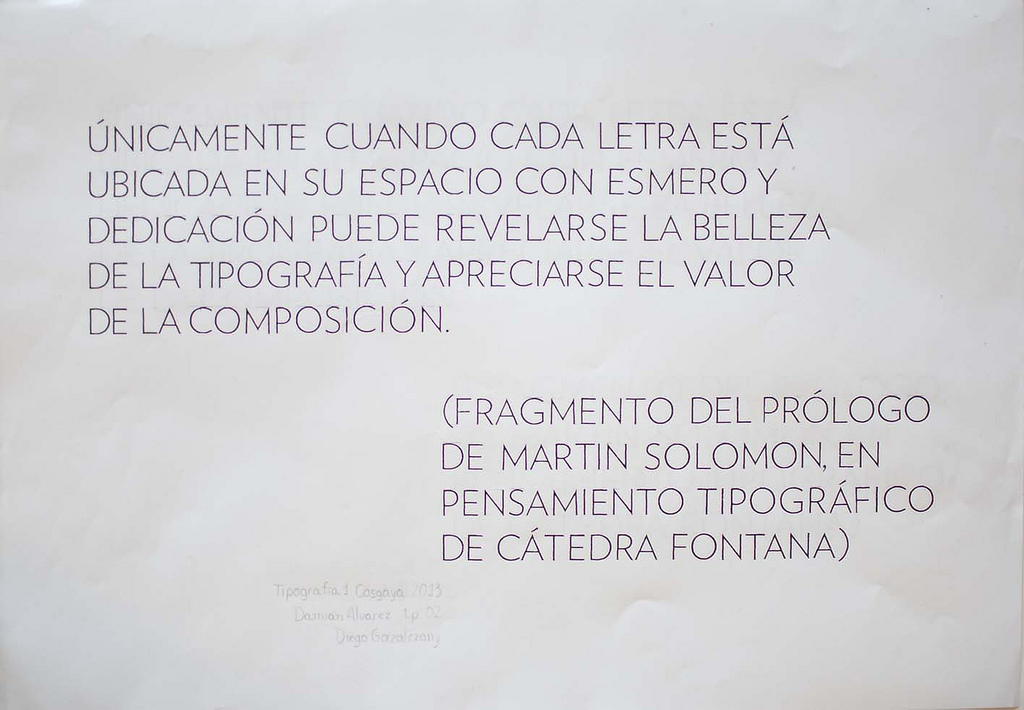 ÚNICAMENTE CUANDO CADA LETRA ESTÁ
UBICADA EN SU ESPACIO CON ESMERO Y
DEDICACIÓN PUEDE REVELARSE LA BELLEZA
DE LA TIPOGRAFÍA Y APRECIARSE EL VALOR
DE LA COMPOSICIÓN.
(FRAGMENTO DEL PRÓLOGO
DE MARTIN SOLOMON, EN
PENSAMIENTO TIPOGRÁFICO
DE CÁTEDRA FONTANA)
Tipografía 1 Cosgaya 2013
Damián Alvarez t.p. 02
Diego